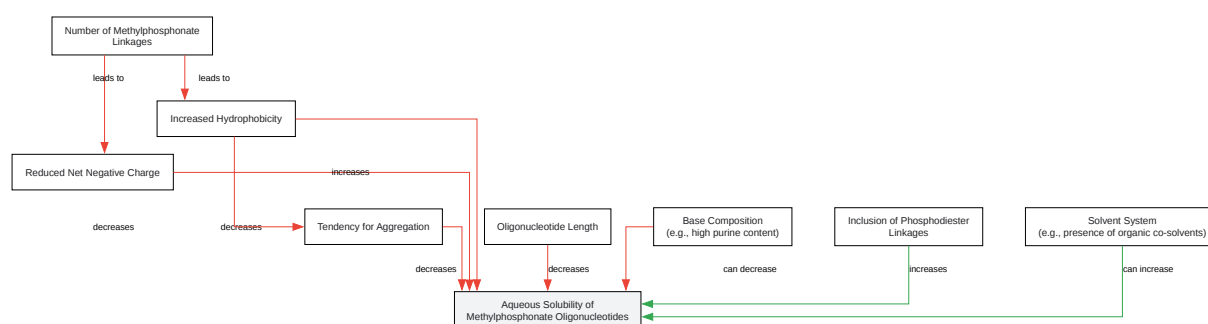 Number of Methylphosphonate
Linkages
leads to
leads to
Increased Hydrophobicity
Reduced Net Negative Charge
increases
decreases
decreases
Tendency for Aggregation
Oligonucleotide Length
Base Composition
(e.g., high purine content)
Inclusion of Phosphodiester
Linkages
Solvent System
(e.g., presence of organic co-solvents)
decreases
decreases
can decrease
increases
can increase
Aqueous Solubility of
Methylphosphonate Oligonucleotides